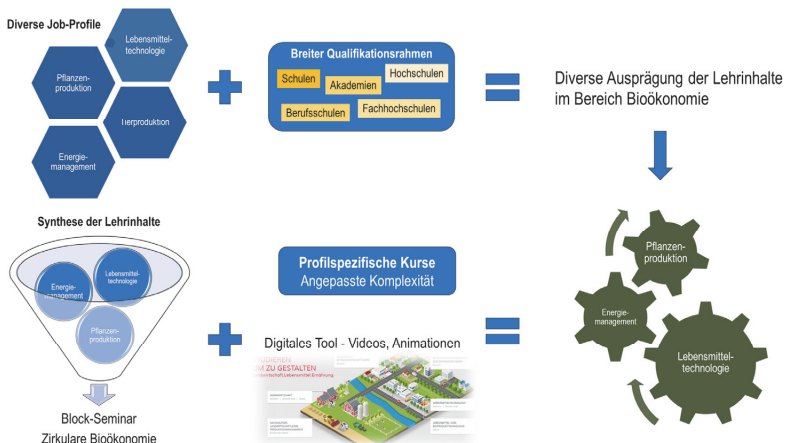 Diverse Job-Profile
Lebensmittel-
technologie
Pflanzen-
produktion
Tierproduktion
Energie-
management
Breiter Qualifikationsrahmen
Schulen
Akademien
Hochschulen
Berufsschulen
Fachhochschulen
Diverse Ausprägung der Lehrinhalte
im Bereich Bioökonomie
Synthese der Lehrinhalte
Energie-
management
Lebensmittel-
technologie
Pflanzen-
produktion
Block-Seminar
Zirkulare Bioökonomie
Profilspezifische Kurse
Angepasste Komplexität
Digitales Tool - Videos, Animationen
UM ZU GESTALTEN
Pflanzen-
produktion
Energie-
management
Lebensmittel-
technologie